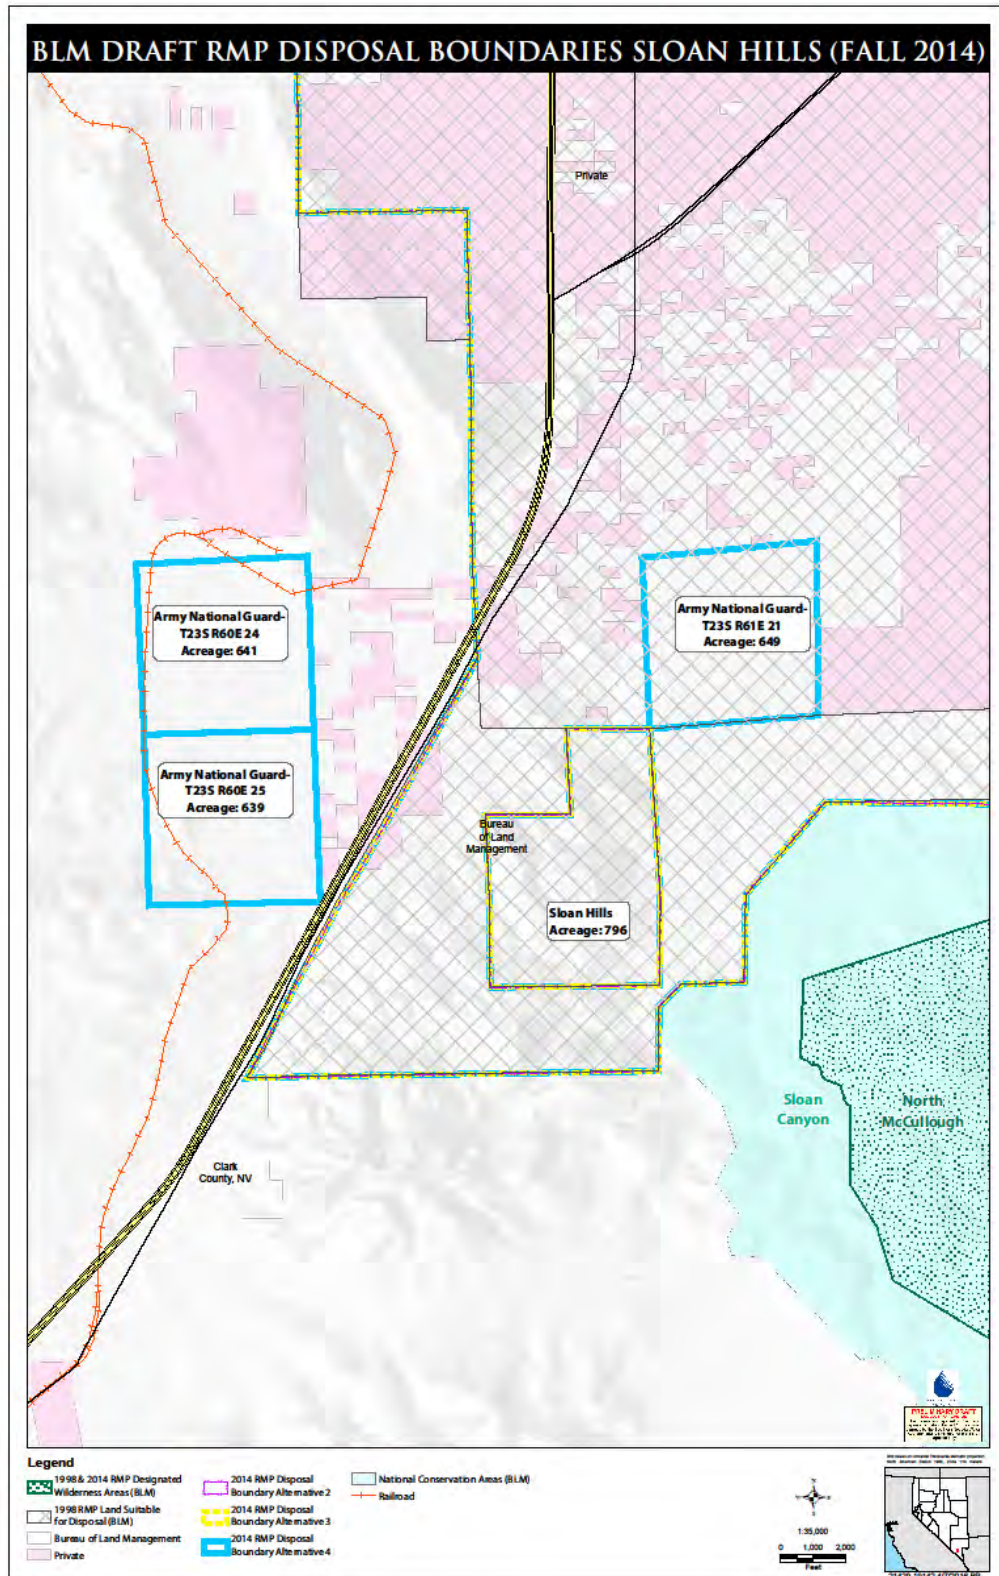 BLM DRAFT RMP DISPOSAL BOUNDARIES SLOAN HILLS (FALL 2014)
Private
Army National Guard-
T23S R60E 24
Acreage: 641
Army National Guard-
T23S R61E 21
Acreage: 649
Army National Guard-
T23S R60E 25
Acreage: 639
Bureau
of Land
Management
Sloan Hills
Acreage: 796
Sloan
Canyon
North
McCullough
Clark
County, NV
PRELIMINARY DRAFT
Legend
1998 & 2014 RMP Designated
Wilderness Areas (BLM)
1998 RMP Land Suitable
for Disposal (BLM)
Bureau of Land Management
Private
2014 RMP Disposal
Boundary Alternative 2
2014 RMP Disposal
Boundary Alternative 3
2014 RMP Disposal
Boundary Alternative 4
National Conservation Areas (BLM)
Railroad
1:35,000
0 1,000 2,000
Feet